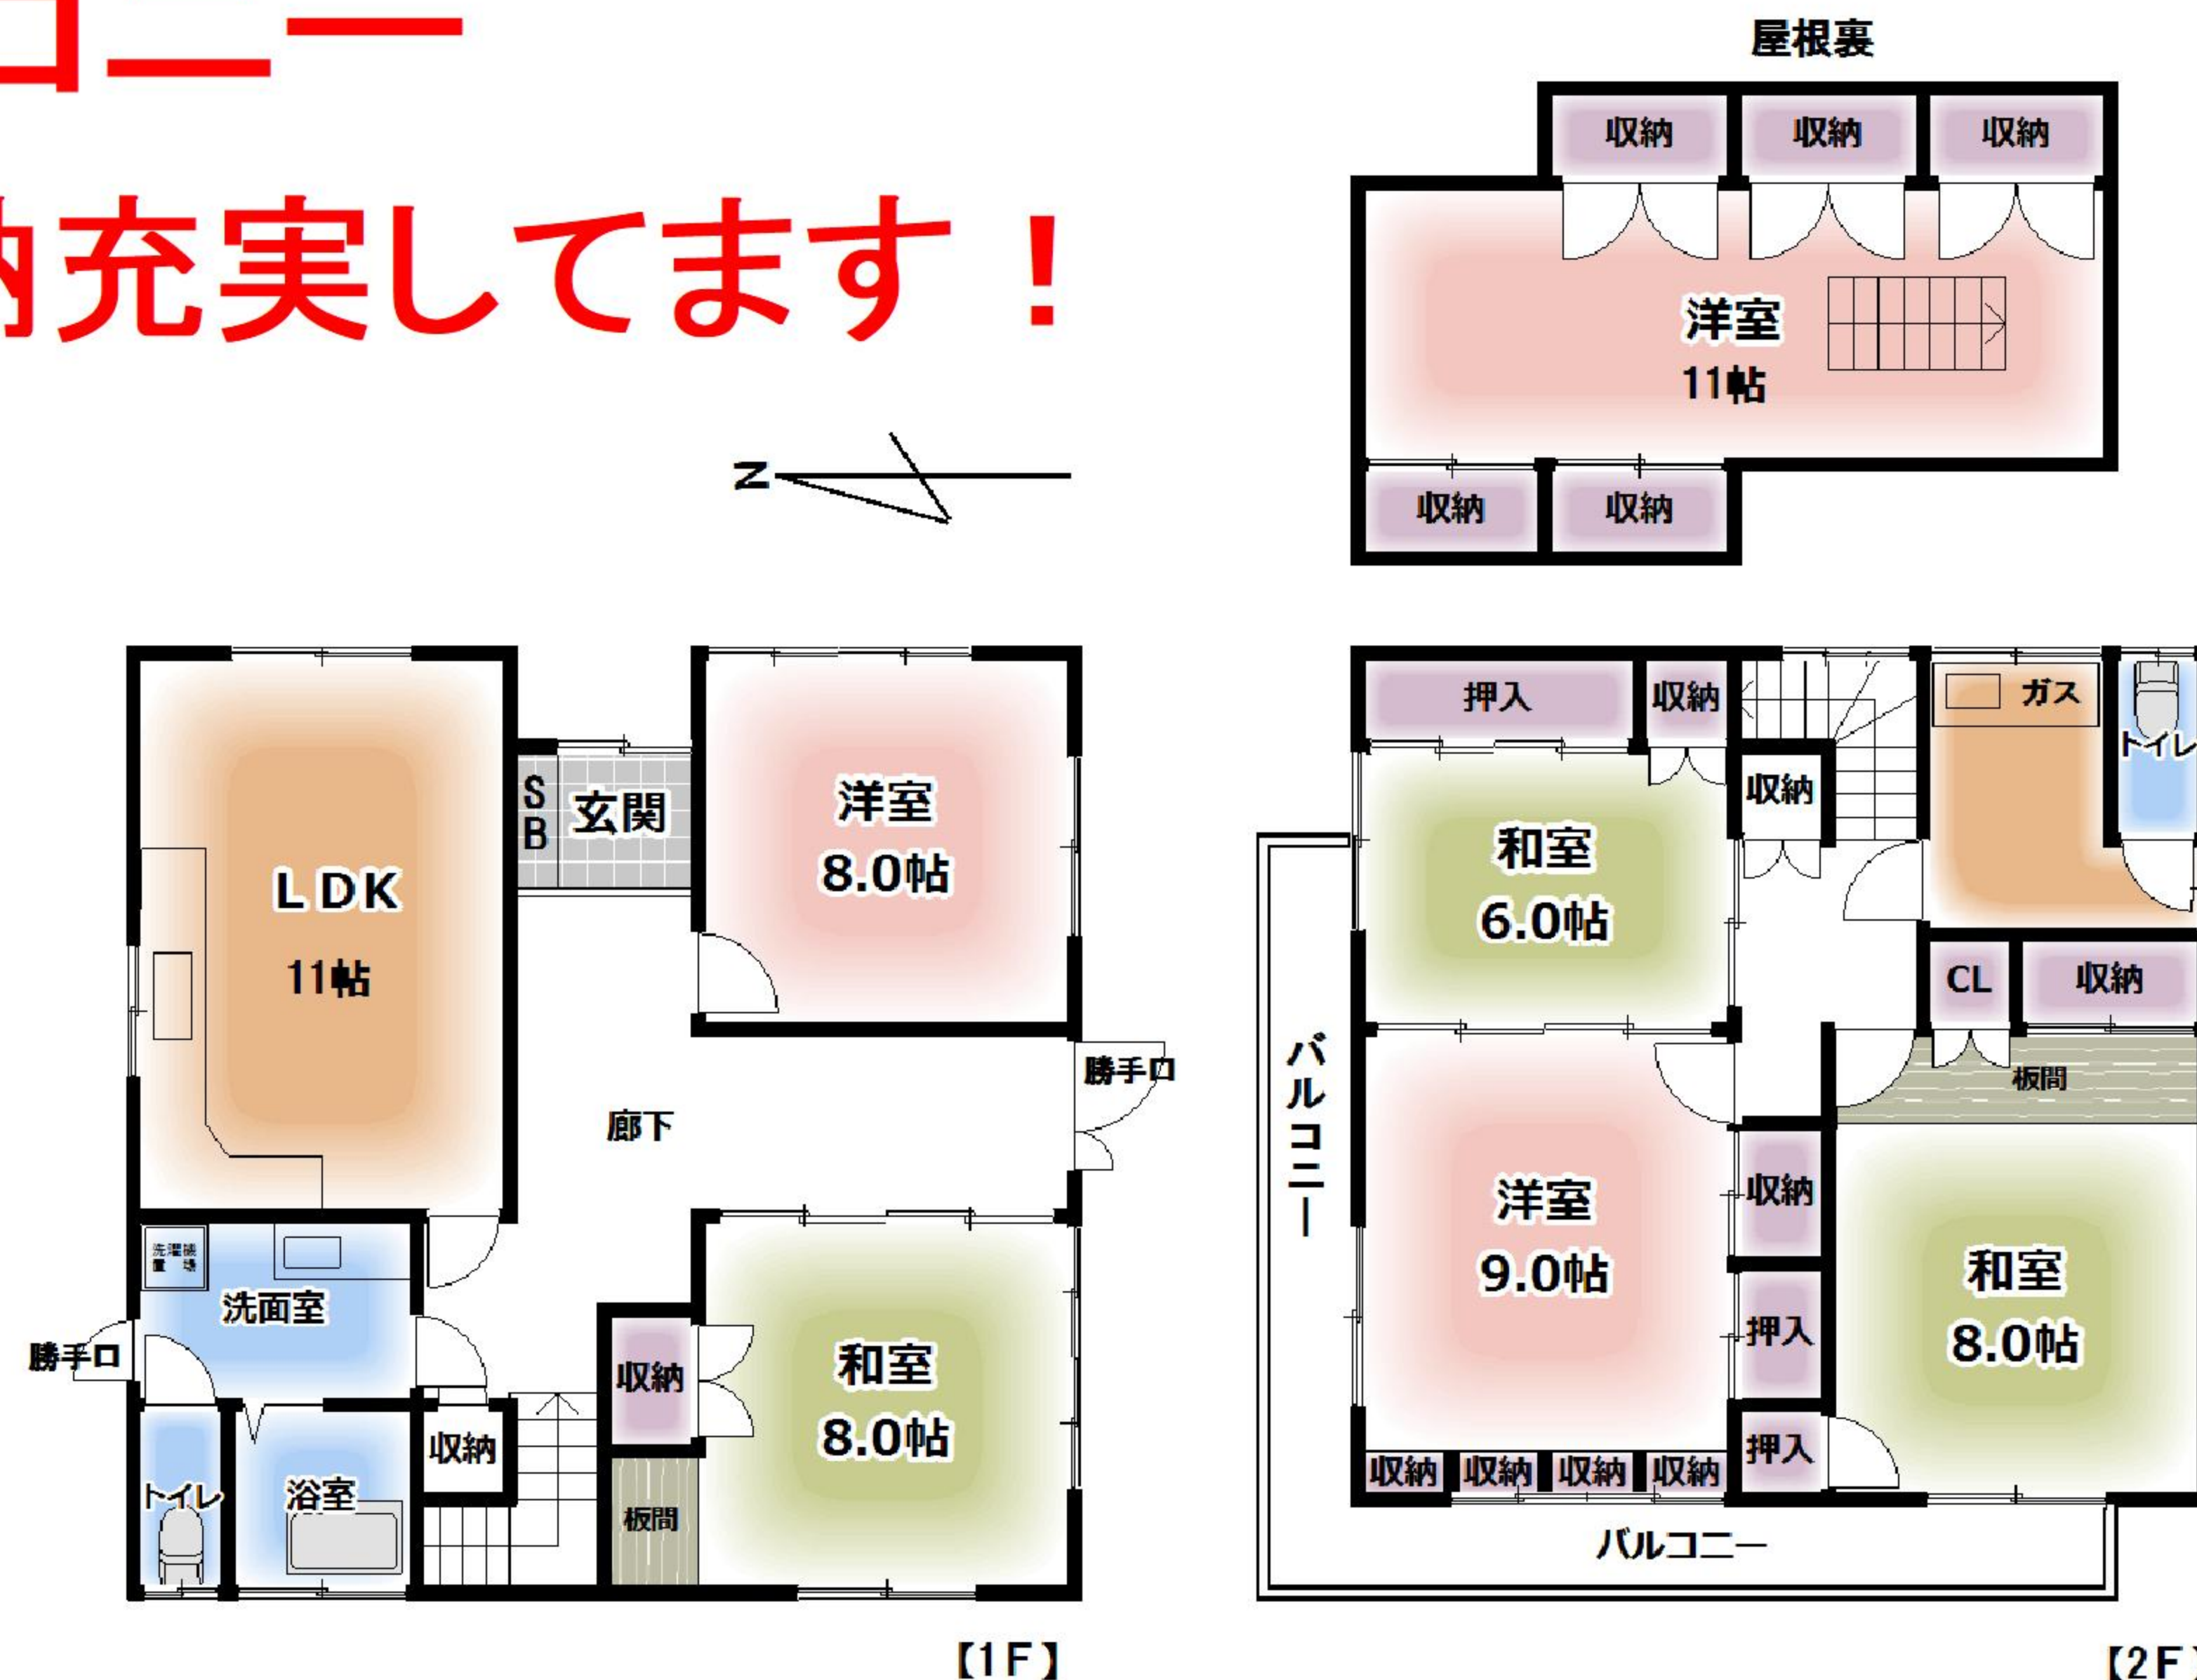 コニー
納充実してます！
屋根裏
収納
収納
収納
洋室
11帖
収納
収納
N
LDK
11帖
SB
玄関
洋室
8.0帖
勝手口
廊下
洗濯機
置場
洗面室
勝手口
トイレ
浴室
収納
収納
板間
和室
8.0帖
【1F】
押入
収納
収納
ガス
トイレ
和室
6.0帖
CL
収納
板間
バルコニー
洋室
9.0帖
収納
押入
押入
和室
8.0帖
収納
収納
収納
収納
バルコニー
【2F】